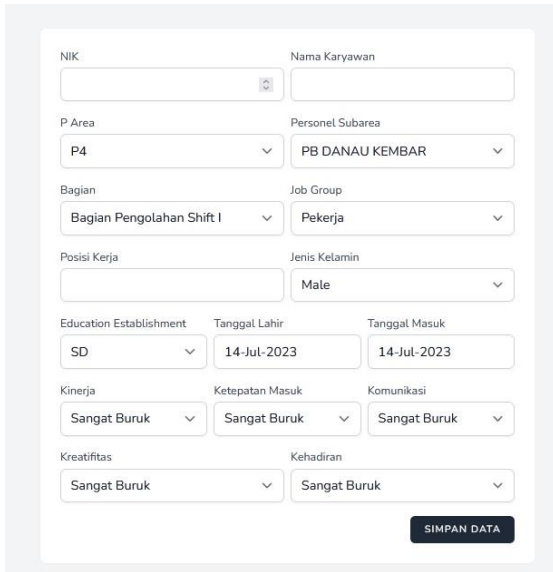 NIK Nama Karyawan
P Area Personel Subarea
P4 PB DANAU KEMBAR
Bagian Job Group
Bagian Pengolahan Shift I Pekerja
Posisi Kerja Jenis Kelamin
Male
Education Establishment Tanggal Lahir Tanggal Masuk
SD 14-Jul-2023 14-Jul-2023
Kinerja Ketepatan Masuk Komunikasi
Sangat Buruk Sangat Buruk Sangat Buruk
Kreatifitas Kehadiran
Sangat Buruk Sangat Buruk
SIMPAN DATA